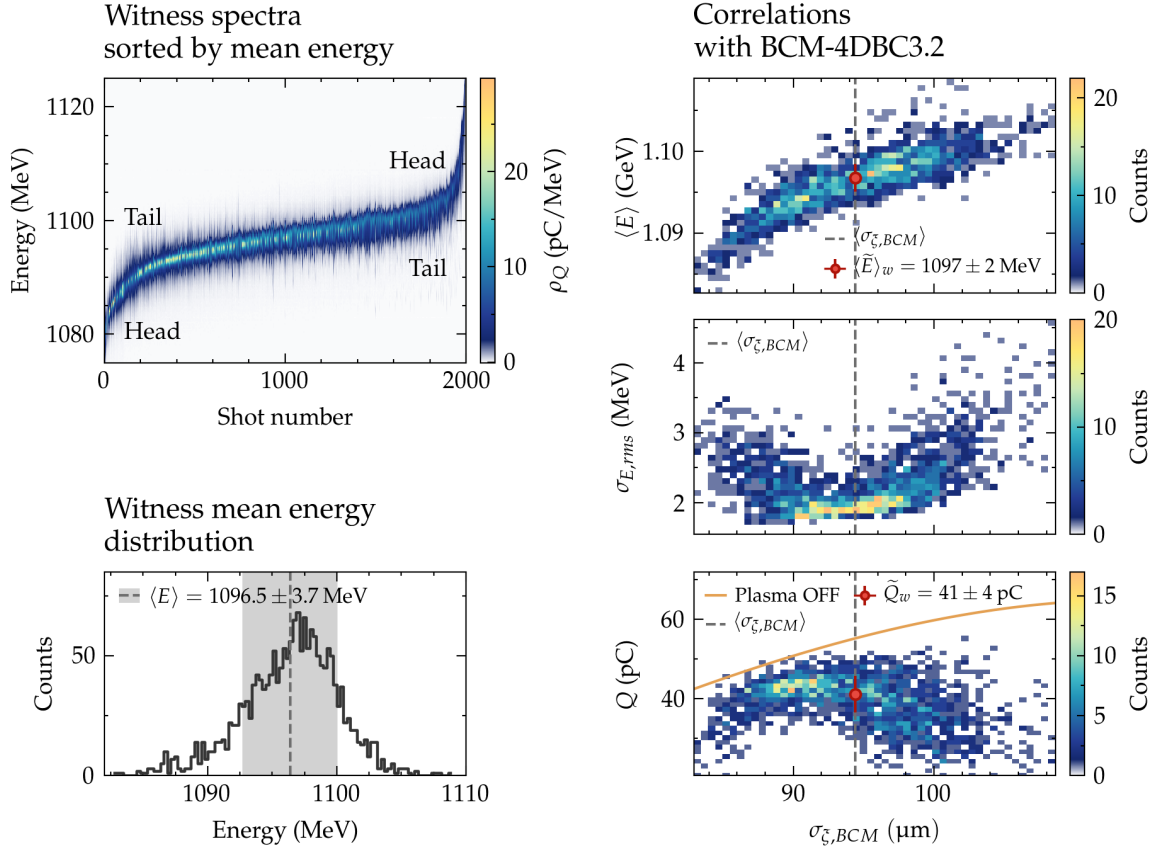 Witness spectra
sorted by mean energy
1120
1100
1080
Energy (MeV)
Head
Tail
Tail
Head
0
1000
2000
Shot number
20
10
0
ρ_Q (pC/MeV)
Witness mean energy
distribution
⟨E⟩ = 1096.5 ± 3.7 MeV
50
0
Counts
1090
1100
1110
Energy (MeV)
Correlations
with BCM-4DBC3.2
1.10
1.09
⟨E⟩ (GeV)
⟨σ_ξ,BCM⟩
⟨Ẽ⟩_w = 1097 ± 2 MeV
20
10
0
Counts
⟨σ_ξ,BCM⟩
4
3
2
σ_E,rms
(MeV)
20
10
0
Counts
Plasma OFF
Q̃_w = 41 ± 4 pC
⟨σ_ξ,BCM⟩
60
40
Q (pC)
15
10
5
0
Counts
90
100
σ_ξ,BCM (μm)